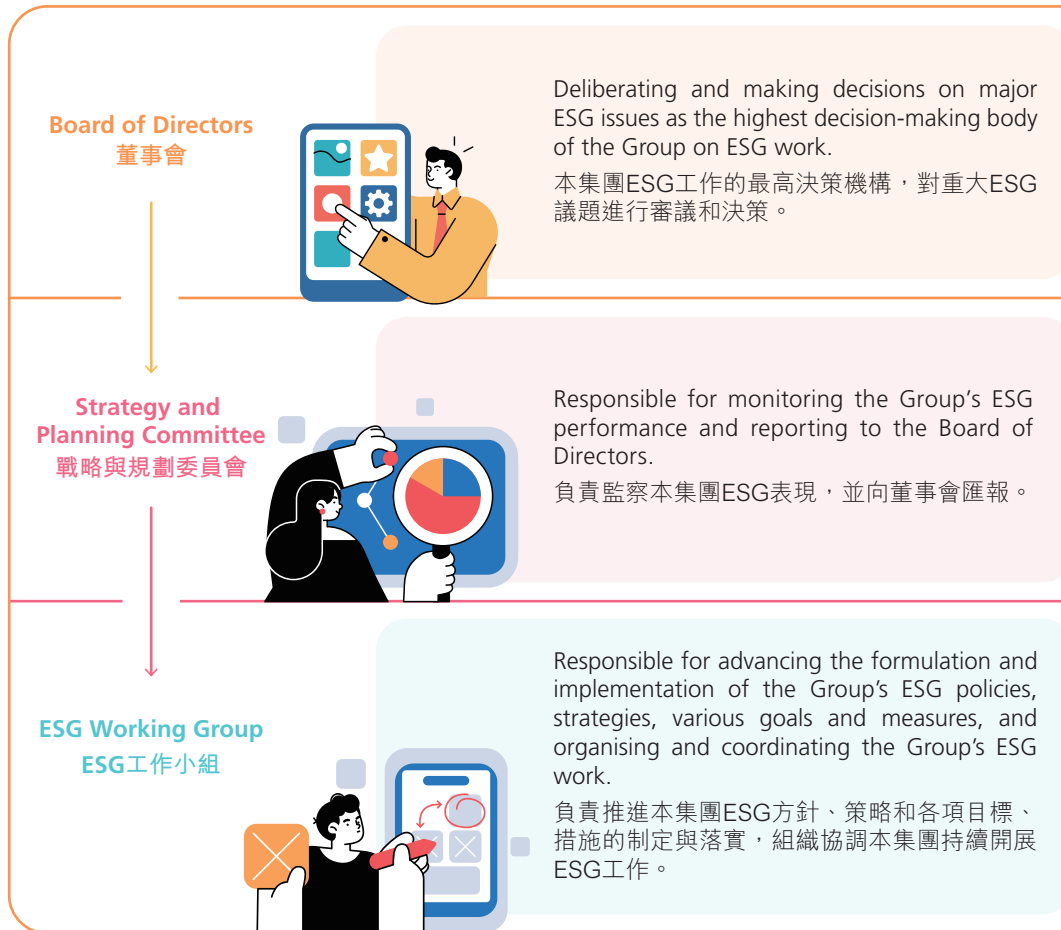 Board of Directors
董事會
Deliberating and making decisions on major
ESG issues as the highest decision-making body
of the Group on ESG work.
本集團ESG工作的最高決策機構，對重大ESG
議題進行審議和決策。
Strategy and
Planning Committee
戰略與規劃委員會
Responsible for monitoring the Group’s ESG
performance and reporting to the Board of
Directors.
負責監察本集團ESG表現，並向董事會匯報。
ESG Working Group
ESG工作小組
Responsible for advancing the formulation and
implementation of the Group’s ESG policies,
strategies, various goals and measures, and
organising and coordinating the Group’s ESG
work.
負責推進本集團ESG方針、策略和各項目標、
措施的制定與落實，組織協調本集團持續開展
ESG工作。